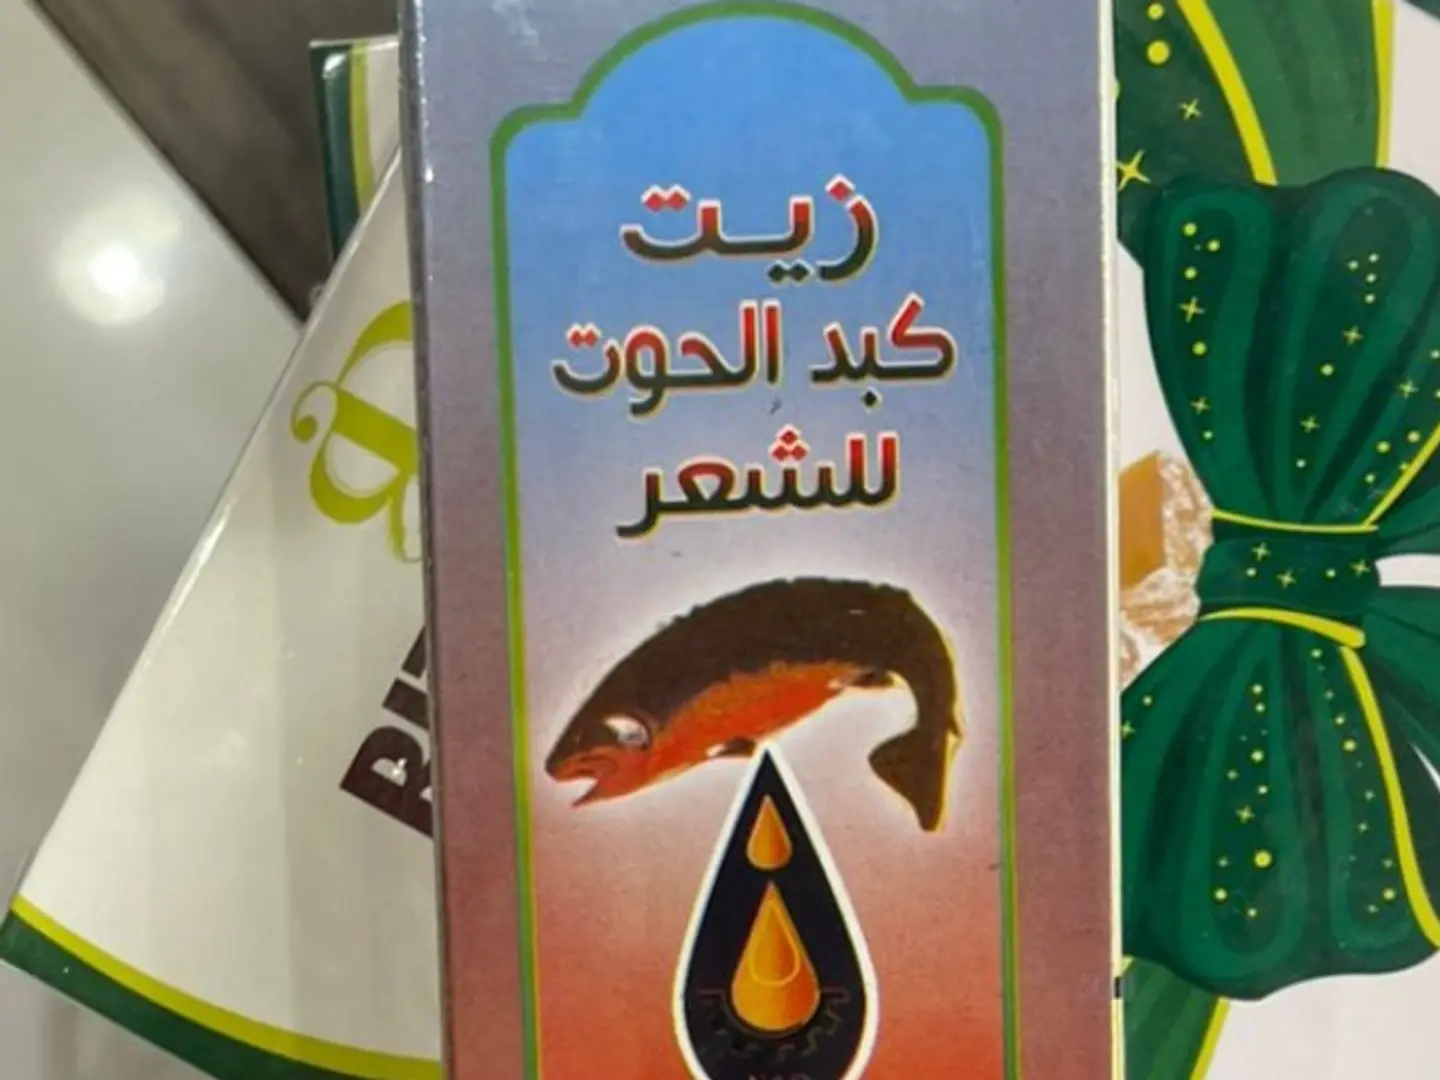 زيت
كبد الحوت
للشعر